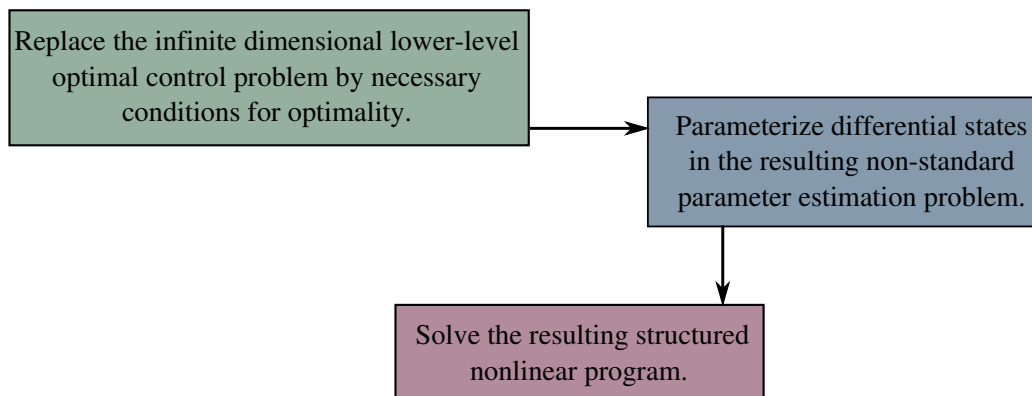 Replace the infinite dimensional lower-level
optimal control problem by necessary
conditions for optimality.
Parameterize differential states
in the resulting non-standard
parameter estimation problem.
Solve the resulting structured
nonlinear program.